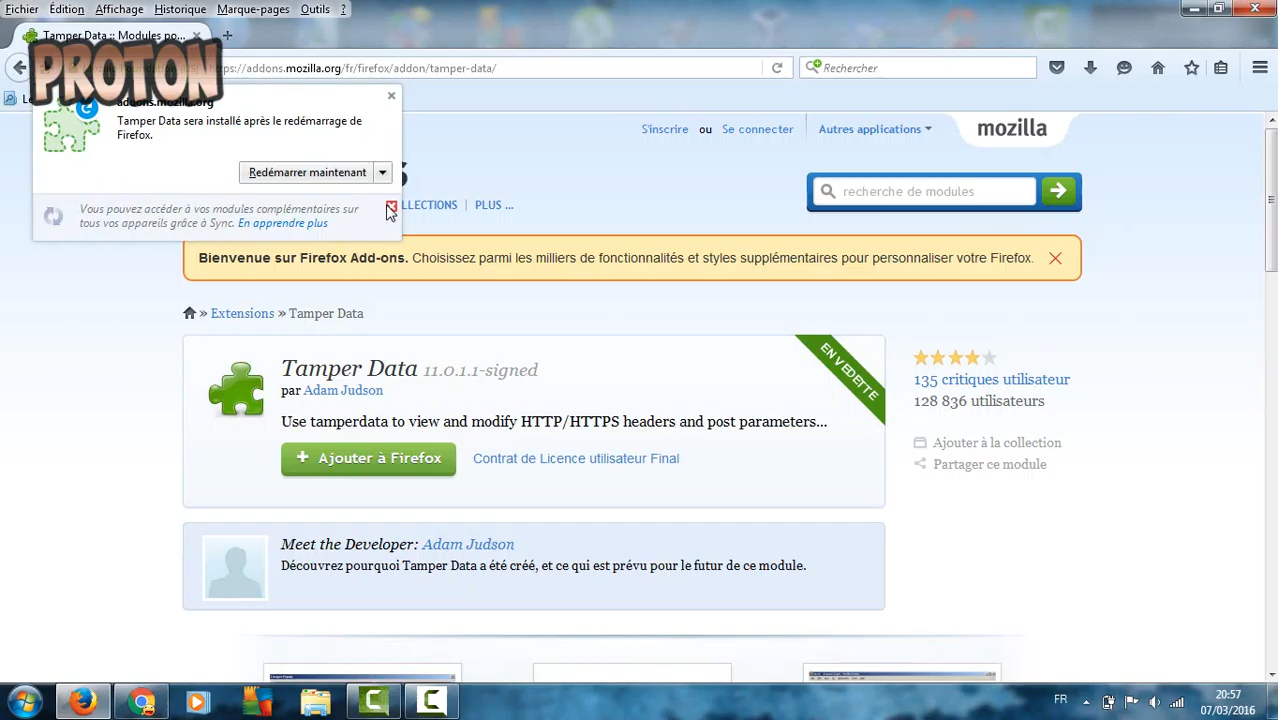 Fichier Édition Affichage Historique Marque-pages Outils ?
Tamper Data :: Modules po...
PROTON
https://addons.mozilla.org/fr/firefox/addon/tamper-data/
Rechercher
addons.mozilla.org
Tamper Data sera installé après le redémarrage de
Firefox.
Redémarrer maintenant
Vous pouvez accéder à vos modules complémentaires sur
tous vos appareils grâce à Sync. En apprendre plus
S'inscrire ou Se connecter
Autres applications
mozilla
LLECTIONS | PLUS ...
recherche de modules
Bienvenue sur Firefox Add-ons. Choisissez parmi les milliers de fonctionnalités et styles supplémentaires pour personnaliser votre Firefox.
» Extensions » Tamper Data
Tamper Data 11.0.1.1-signed
par Adam Judson
Use tamperdata to view and modify HTTP/HTTPS headers and post parameters...
+ Ajouter à Firefox
Contrat de Licence utilisateur Final
EN VEDETTE
135 critiques utilisateur
128 836 utilisateurs
Ajouter à la collection
Partager ce module
Meet the Developer: Adam Judson
Découvrez pourquoi Tamper Data a été créé, et ce qui est prévu pour le futur de ce module.
FR
20:57
07/03/2016